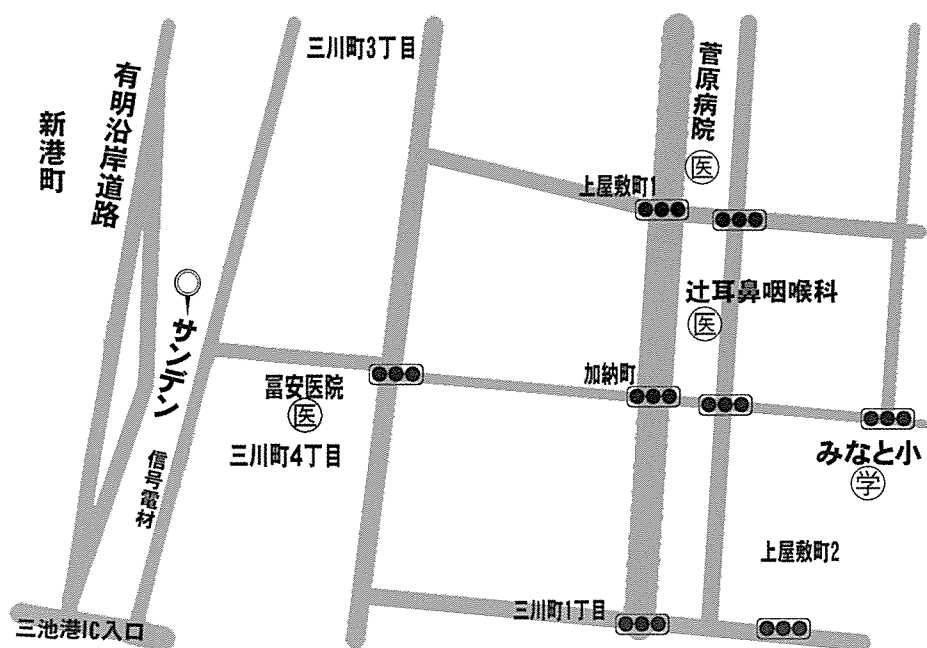 三川町3丁目
菅原病院
医
有明沿岸道路
新港町
上屋敷町1
辻耳鼻咽喉科
医
サンデン
加納町
冨安医院
医
三川町4丁目
信号電材
みなと小
学
上屋敷町2
三川町1丁目
三池港IC入口